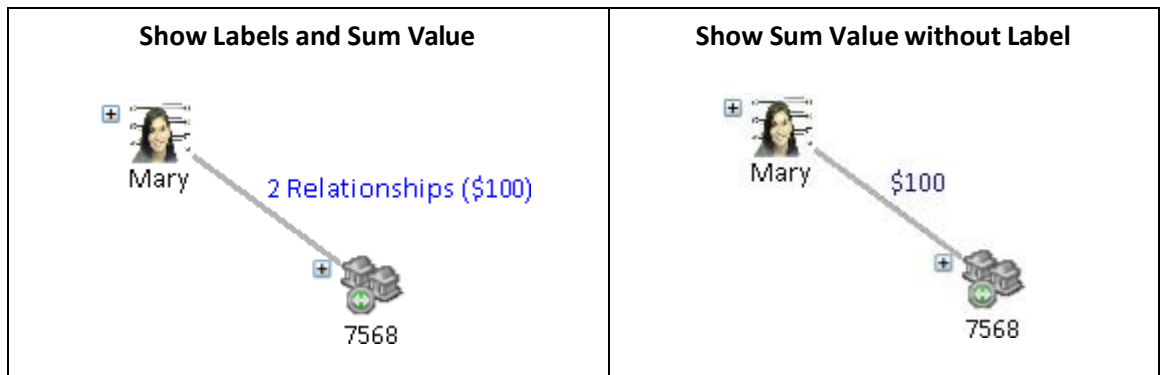 Show Labels and Sum Value
Mary
2 Relationships ($100)
7568
Show Sum Value without Label
Mary
$100
7568